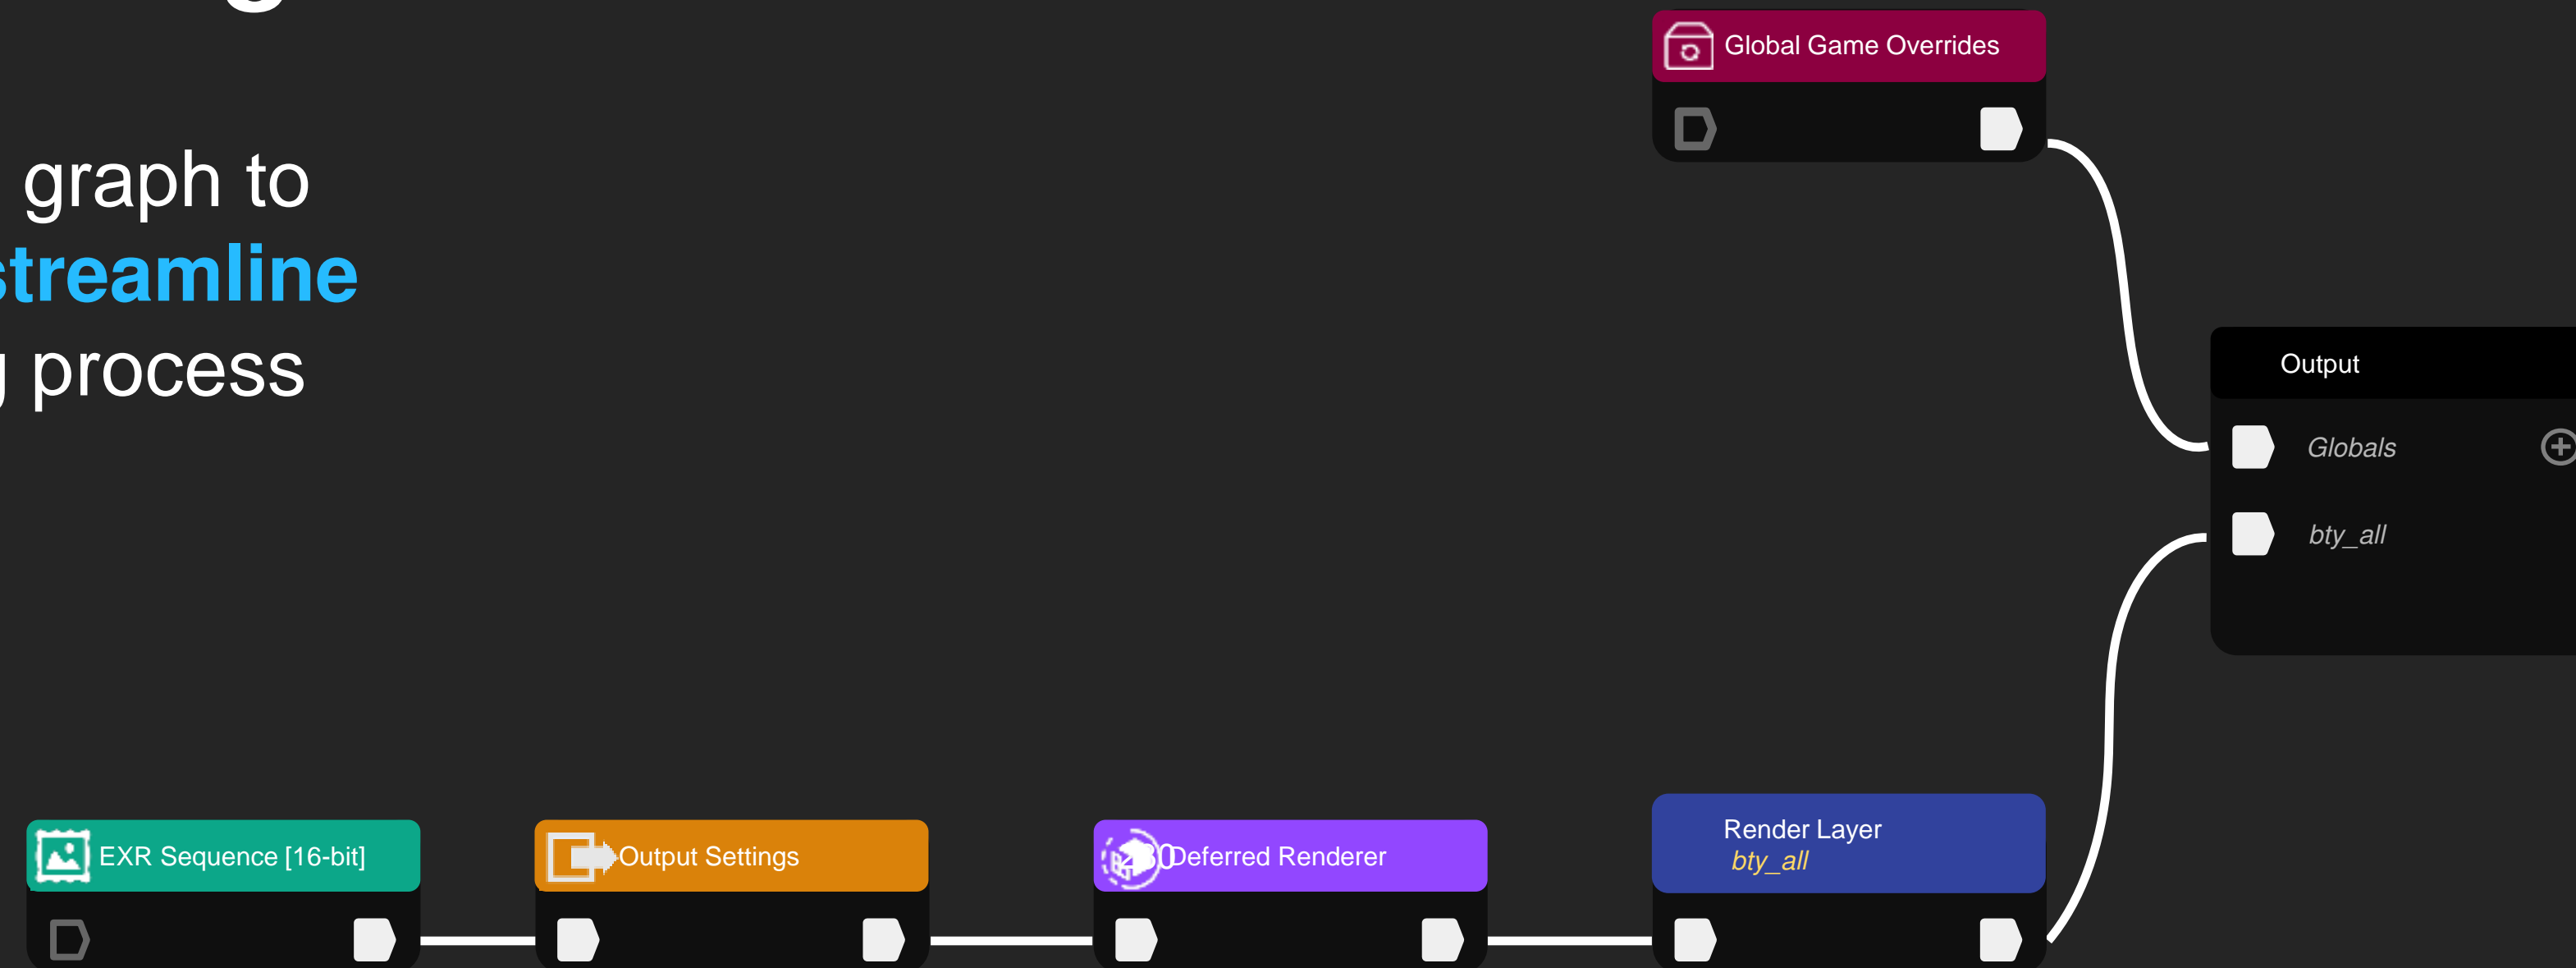 graph to
streamline
process
Global Game Overrides
Output
Globals
bty_all
EXR Sequence [16-bit]
Output Settings
Deferred Renderer
Render Layer
bty_all